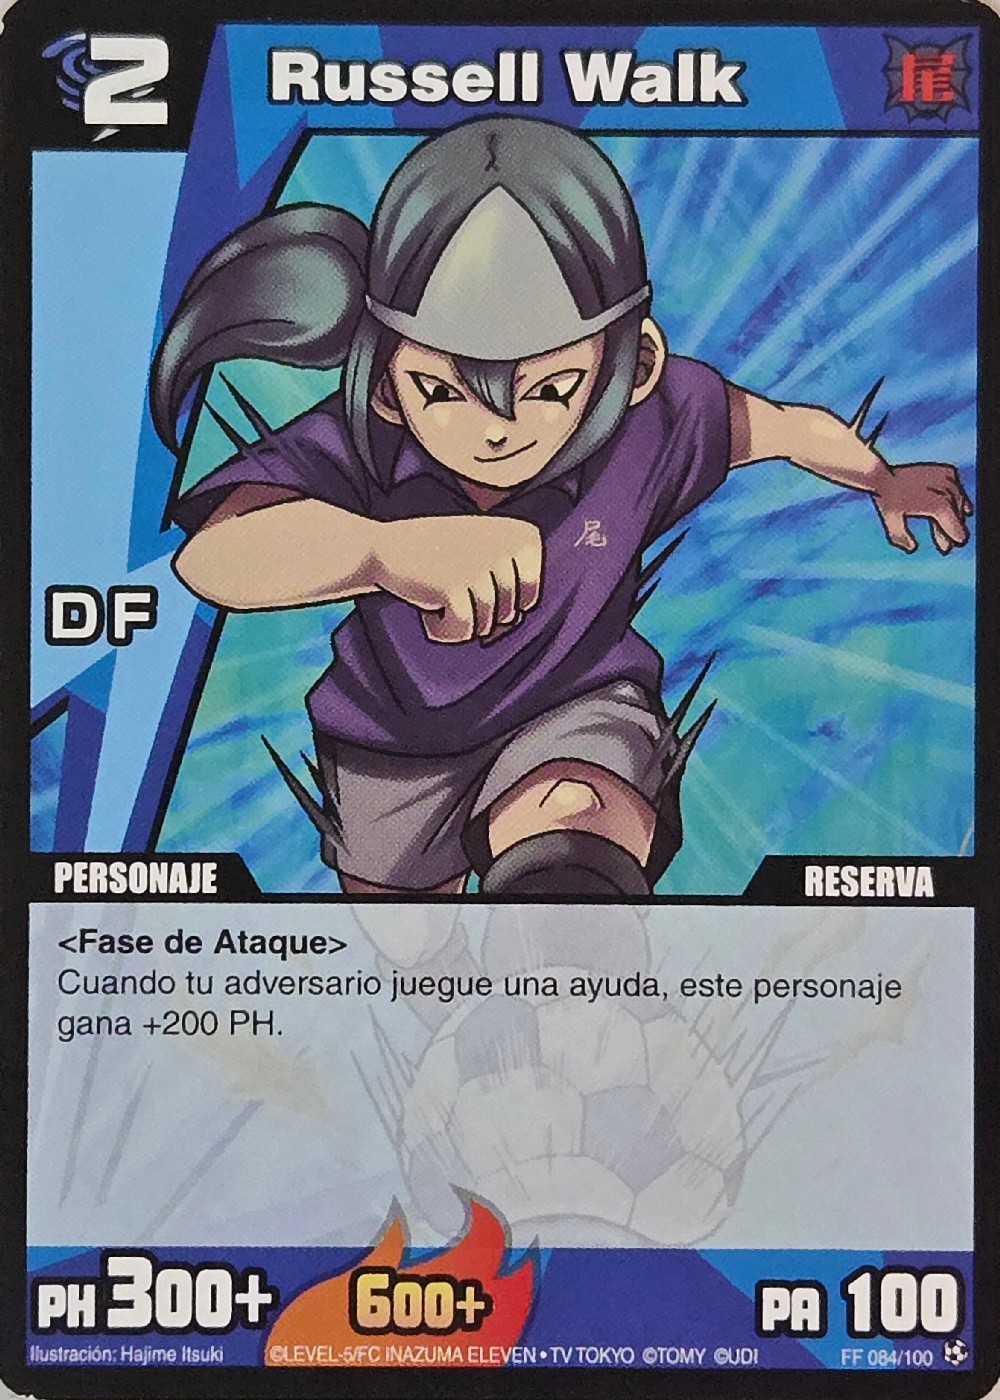 2
Russell Walk
尾
尾
DF
PERSONAJE
RESERVA
<Fase de Ataque>
Cuando tu adversario juegue una ayuda, este personaje
gana +200 PH.
PH 300+
600+
PA 100
Ilustración: Hajime Itsuki
©LEVEL-5/FC INAZUMA ELEVEN • TV TOKYO ©TOMY ©UDI
FF 084/100